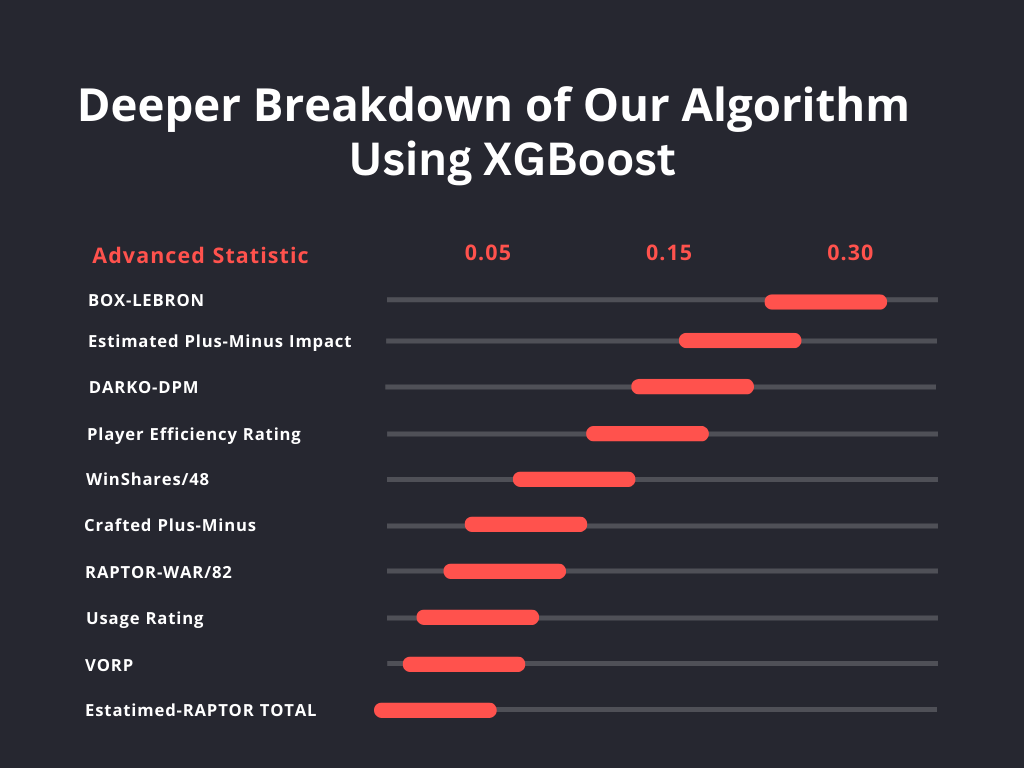 Deeper Breakdown of Our Algorithm
Using XGBoost
Advanced Statistic 0.05 0.15 0.30
BOX-LEBRON
Estimated Plus-Minus Impact
DARKO-DPM
Player Efficiency Rating
WinShares/48
Crafted Plus-Minus
RAPTOR-WAR/82
Usage Rating
VORP
Estatimed-RAPTOR TOTAL